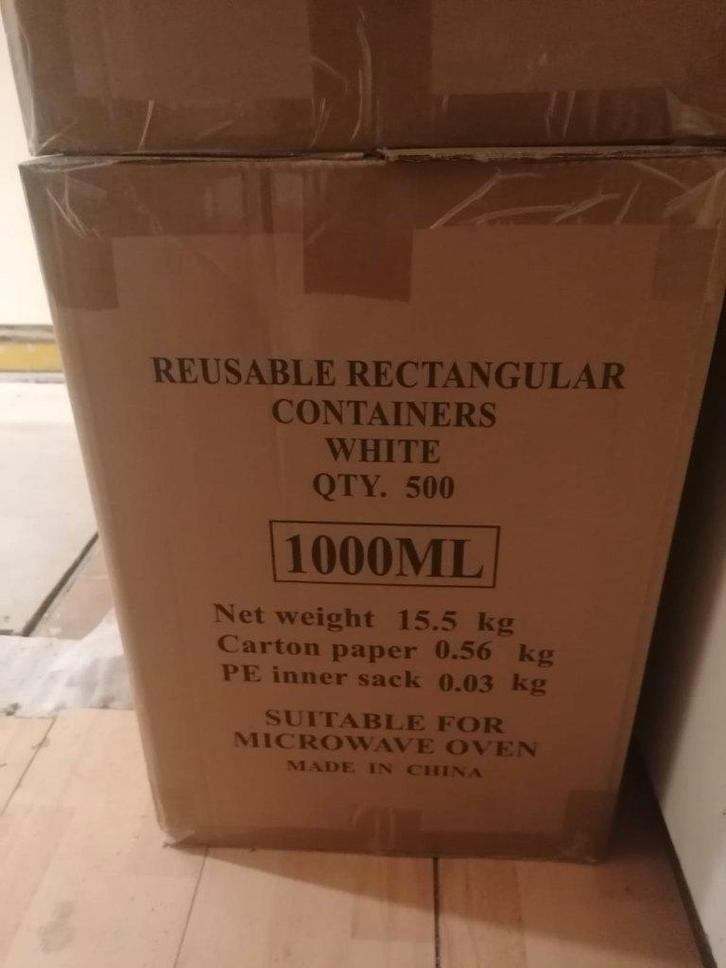 REUSABLE RECTANGULAR
CONTAINERS
WHITE
QTY. 500
1000ML
Net weight 15.5 kg
Carton paper 0.56 kg
PE inner sack 0.03 kg
SUITABLE FOR
MICROWAVE OVEN
MADE IN CHINA